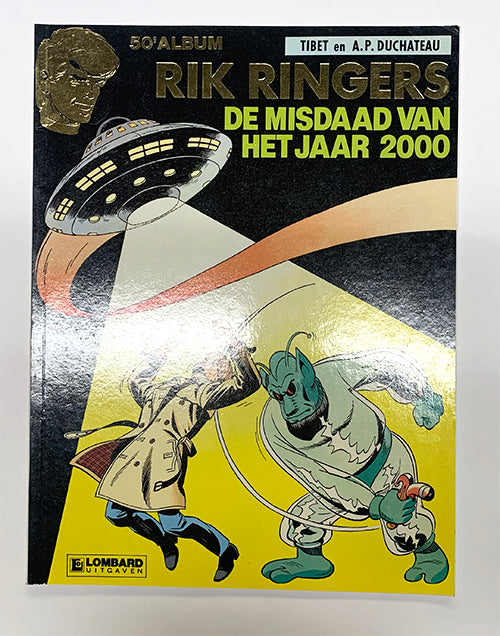 50e ALBUM
TIBET en A.P. DUCHATEAU
RIK RINGERS
DE MISDAAD VAN
HET JAAR 2000
LOMBARD
UITGAVEN